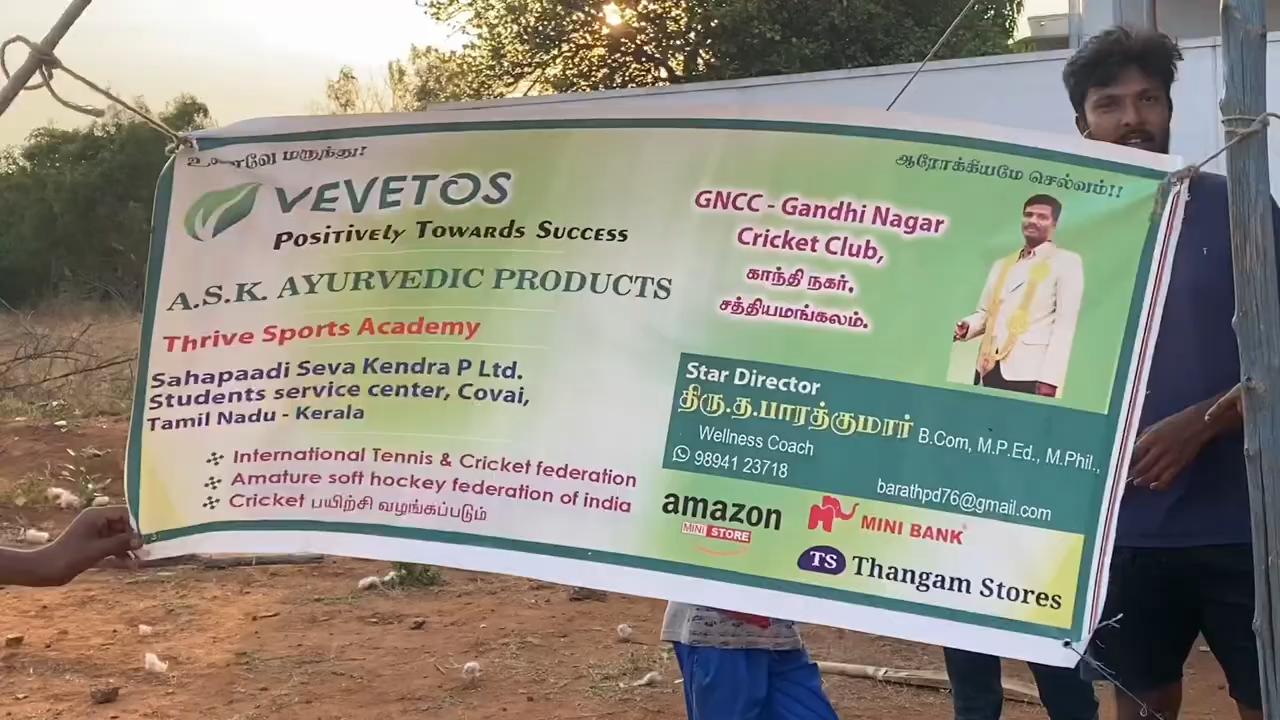 மருந்து!
VEVETOS
Positively Towards Success
A.S.K. AYURVEDIC PRODUCTS
Thrive Sports Academy
Sahapaadi Seva Kendra P Ltd.
Students service center, Covai,
Tamil Nadu - Kerala
International Tennis & Cricket federation
Amature soft hockey federation of india
Cricket பயிற்சி வழங்கப்படும்
ஆரோக்கியமே செல்வம்!!
GNCC - Gandhi Nagar
Cricket Club,
காந்தி நகர்.
சத்தியமங்கலம்.
Star Director
திரு.த.பாரத்குமார் B.Com, M.P.Ed., M.Phil.,
Wellness Coach
98941 23718
barathpd76@gmail.com
amazon
MINI STORE
MINI BANK
TS Thangam Stores